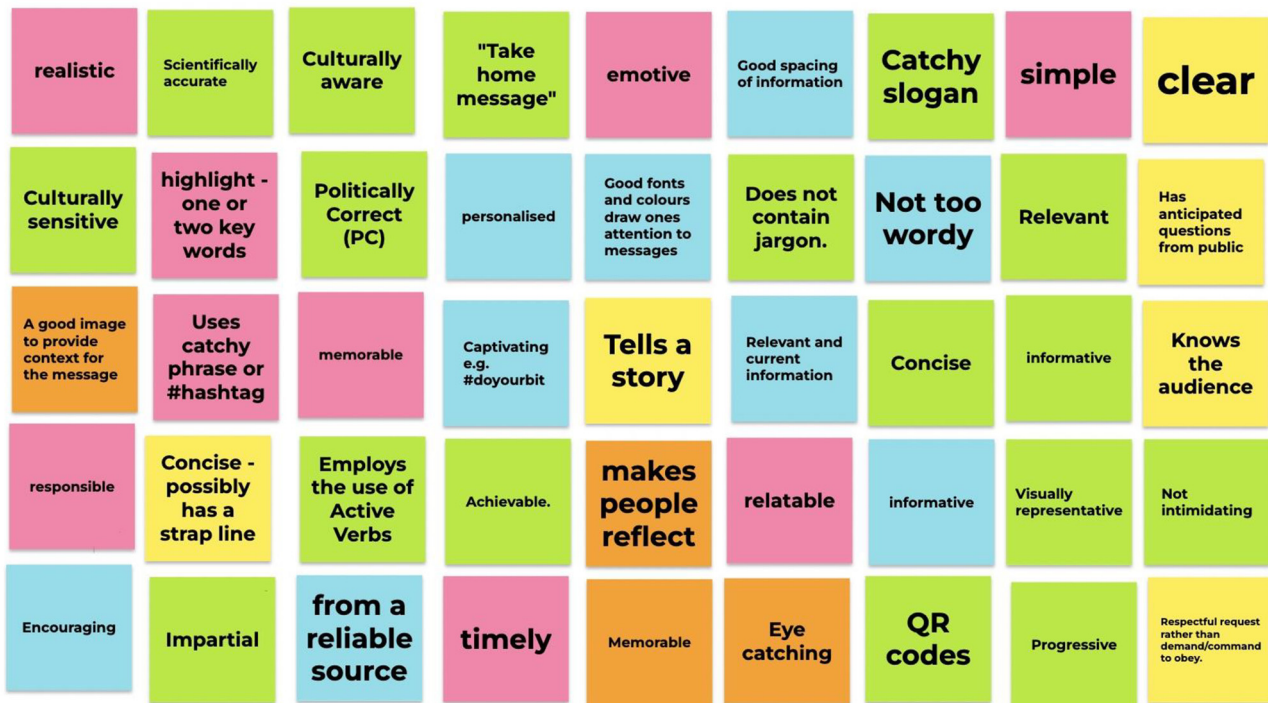 realistic
Scientifically
accurate
Culturally
aware
"Take
home
message"
emotive
Good spacing
of information
Catchy
slogan
simple
clear
Culturally
sensitive
highlight -
one or
two key
words
Politically
Correct
(PC)
personalised
Good fonts
and colours
draw ones
attention to
messages
Does not
contain
jargon.
Not too
wordy
Relevant
Has
anticipated
questions
from public
A good image
to provide
context for
the message
Uses
catchy
phrase or
#hashtag
memorable
Captivating
e.g.
#doyourbit
Tells a
story
Relevant and
current
information
Concise
informative
Knows
the
audience
responsible
Concise -
possibly
has a
strap line
Employs
the use of
Active
Verbs
Achievable.
makes
people
reflect
relatable
informative
Visually
representative
Not
intimidating
Encouraging
Impartial
from a
reliable
source
timely
Memorable
Eye
catching
QR
codes
Progressive
Respectful request
rather than
demand/command
to obey.